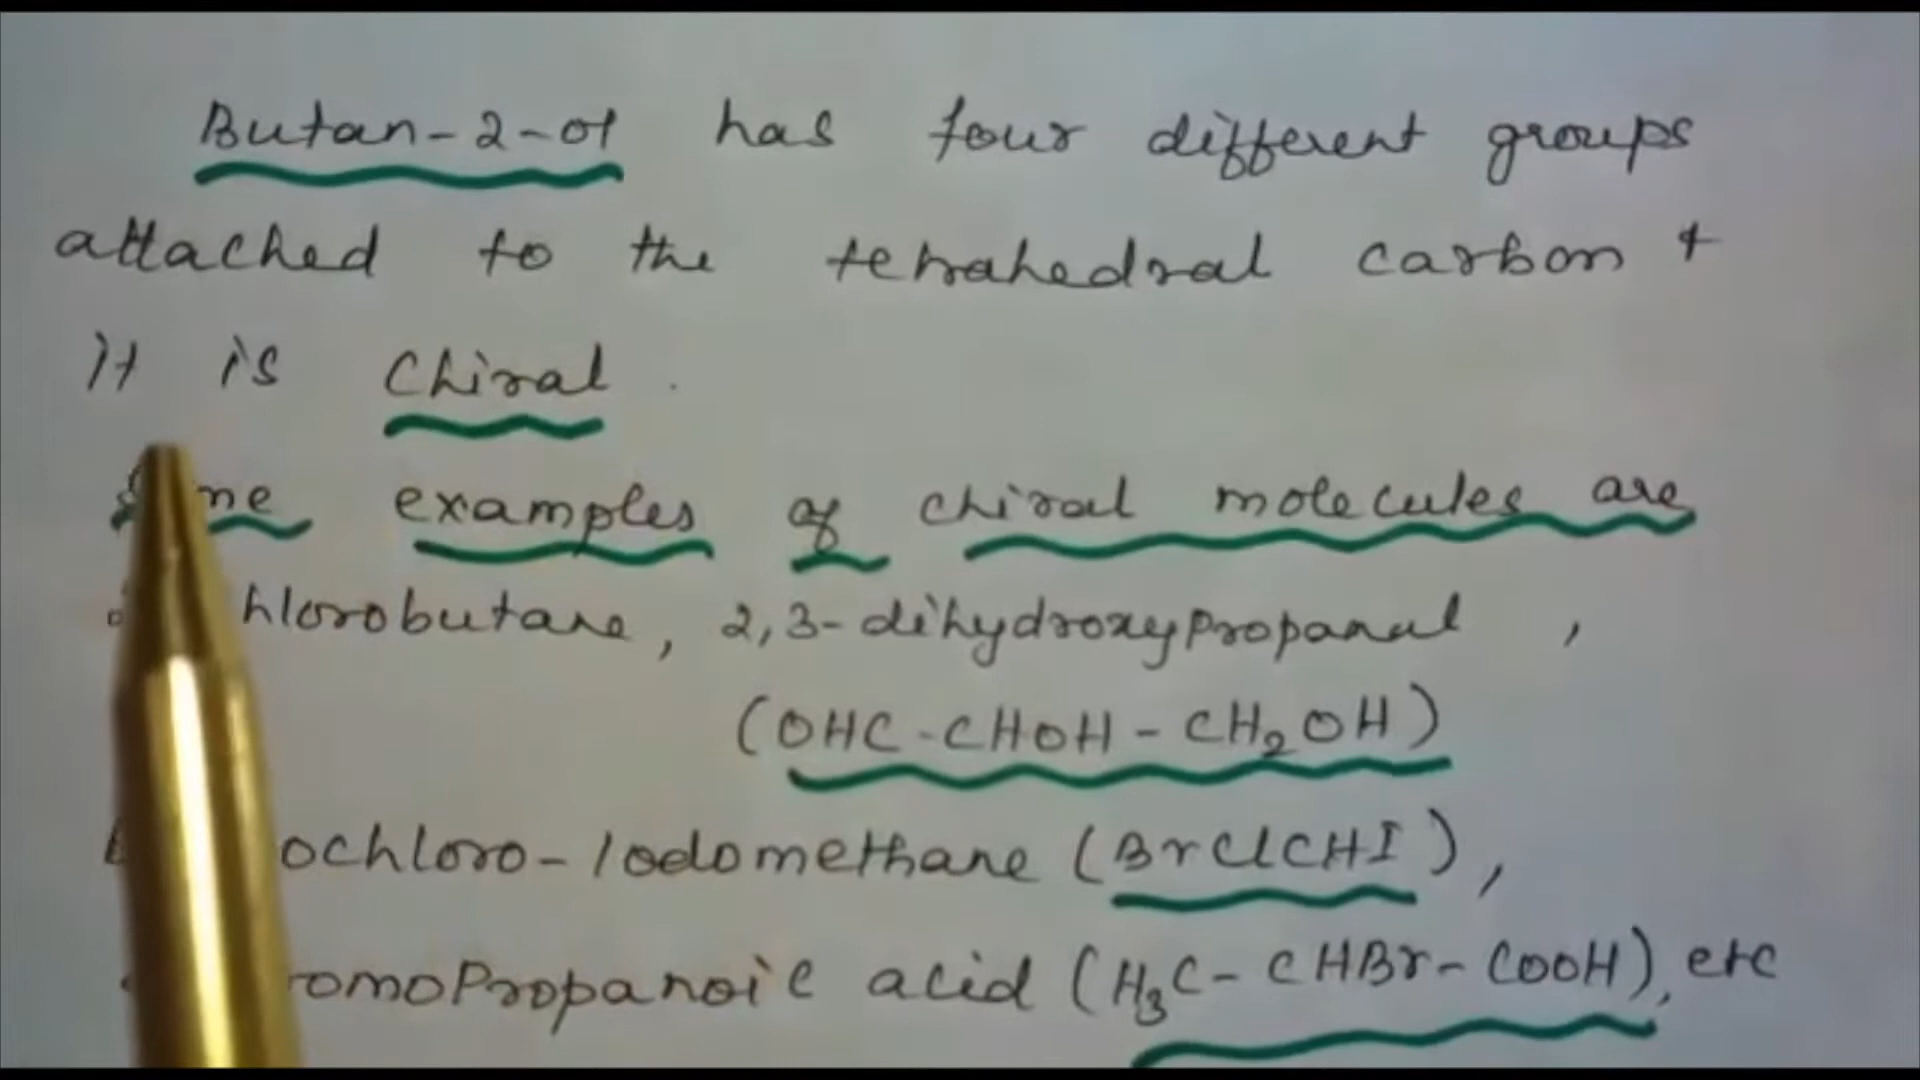 Butan-2-ol has four different groups
attached to the tetrahedral carbon &
it is Chiral.
examples of chiral molecules are
hlorobutane, 2,3-dihydroxypropanal,
(OHC-CHOH-CH₂OH)
ochloro-Iodomethane (BrClCHI),
omoPropanoic acid (H₃C-CHBr-COOH), etc